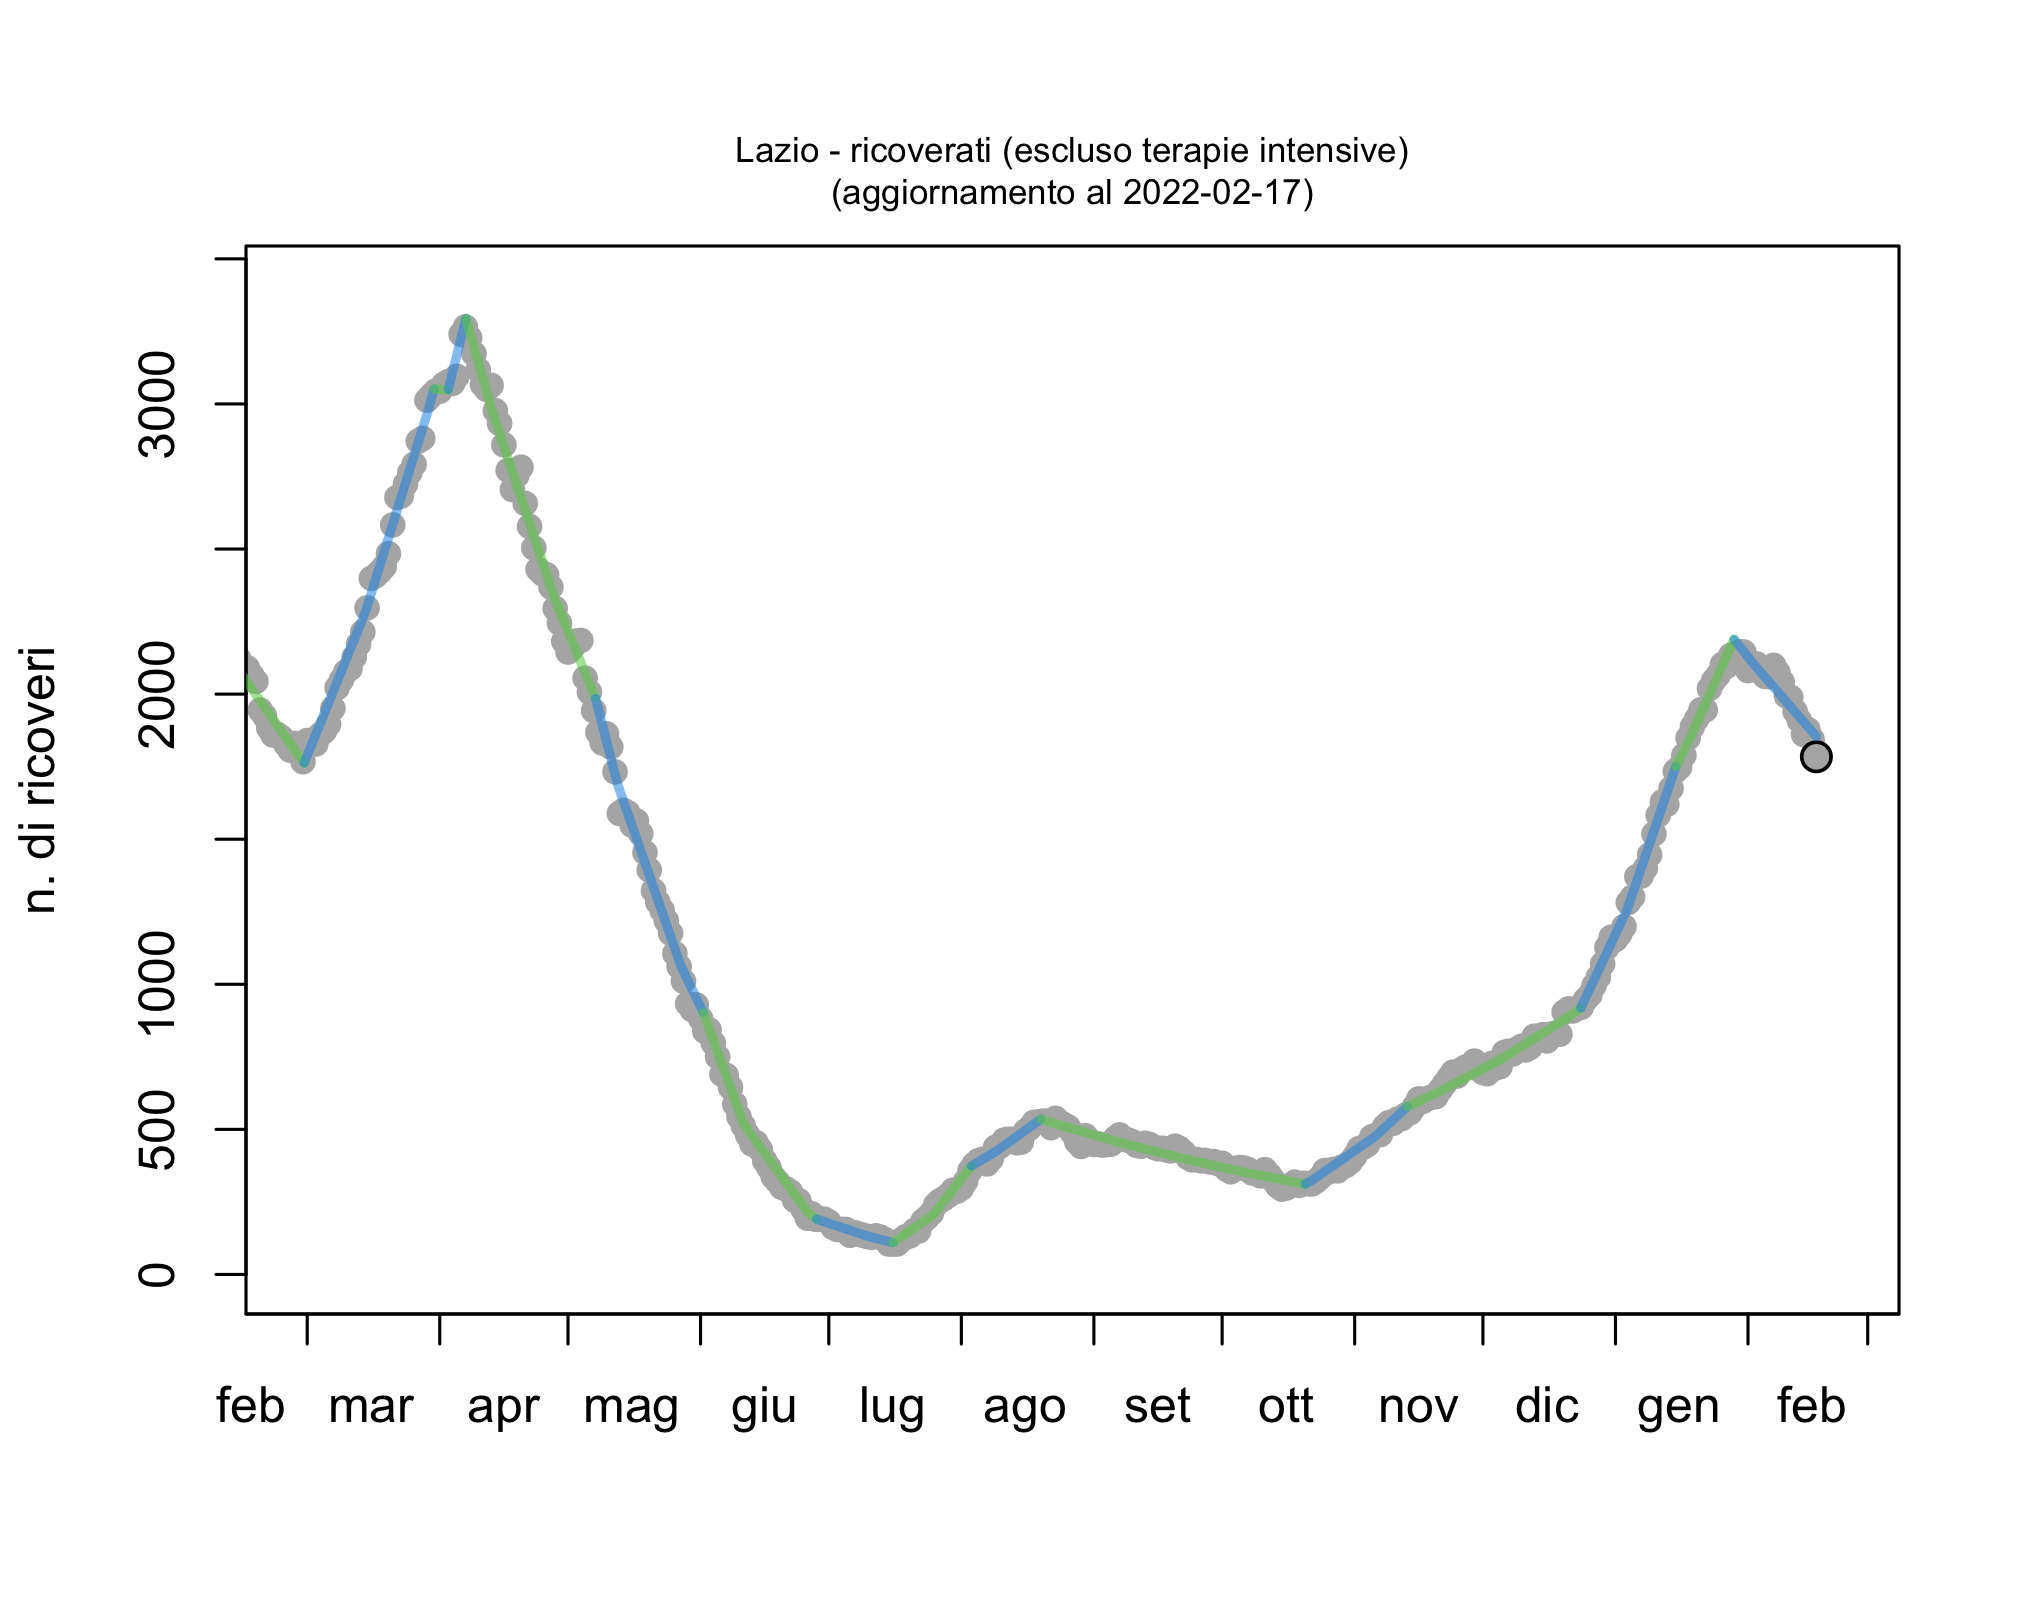 Lazio - ricoverati (escluso terapie intensive)
(aggiornamento al 2022-02-17)
n. di ricoveri
3000
2000
1000
500
0
feb mar apr mag giu lug ago set ott nov dic gen feb